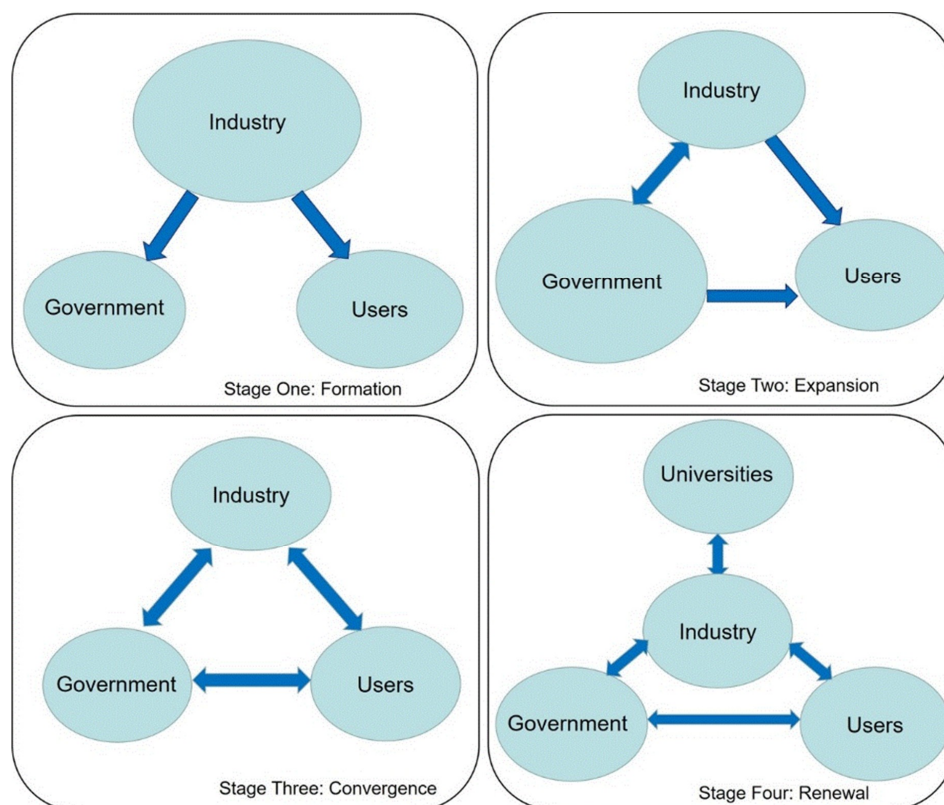 Industry
Government
Users
Stage One: Formation
Industry
Government
Users
Stage Two: Expansion
Industry
Government
Users
Stage Three: Convergence
Universities
Industry
Government
Users
Stage Four: Renewal